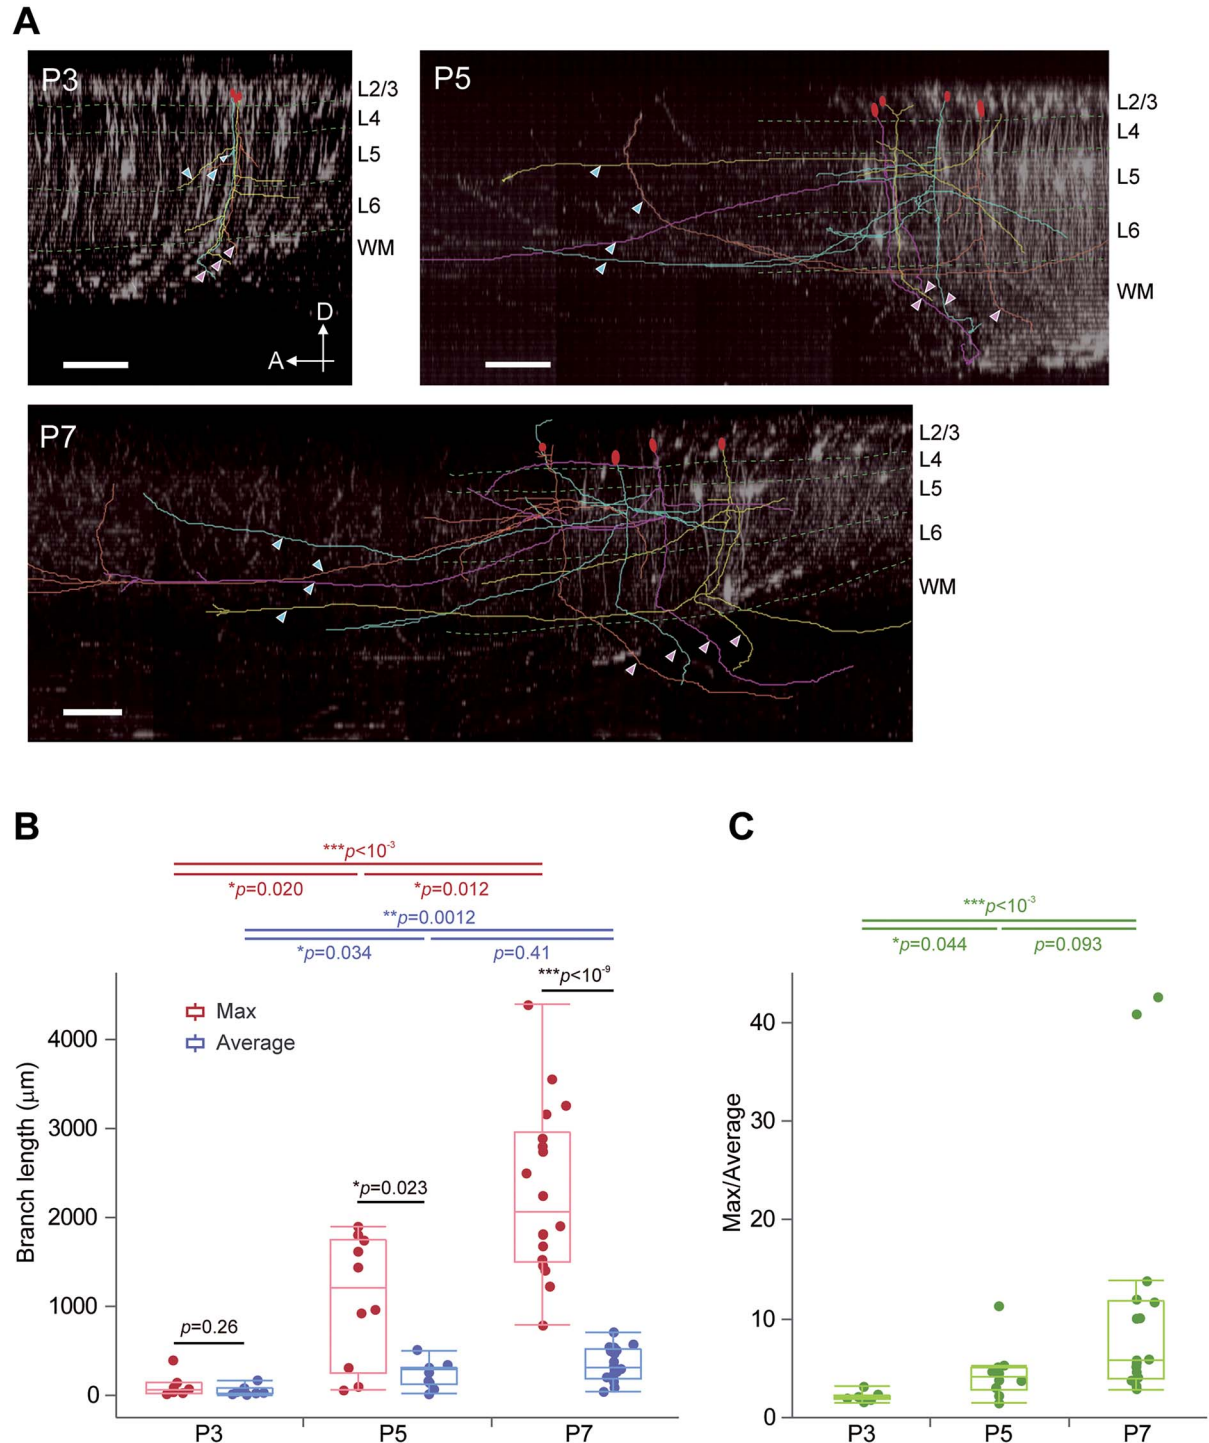 A
P3
L2/3
L4
L5
L6
WM
D
A
P5
L2/3
L4
L5
L6
WM
P7
L2/3
L4
L5
L6
WM
B
***p<10-3
*p=0.020 *p=0.012
**p=0.0012
*p=0.034 p=0.41
***p<10-9
Max
Average
*p=0.023
p=0.26
Branch length (μm)
4000
3000
2000
1000
0
P3 P5 P7
C
***p<10-3
*p=0.044 p=0.093
Max/Average
40
30
20
10
0
P3 P5 P7